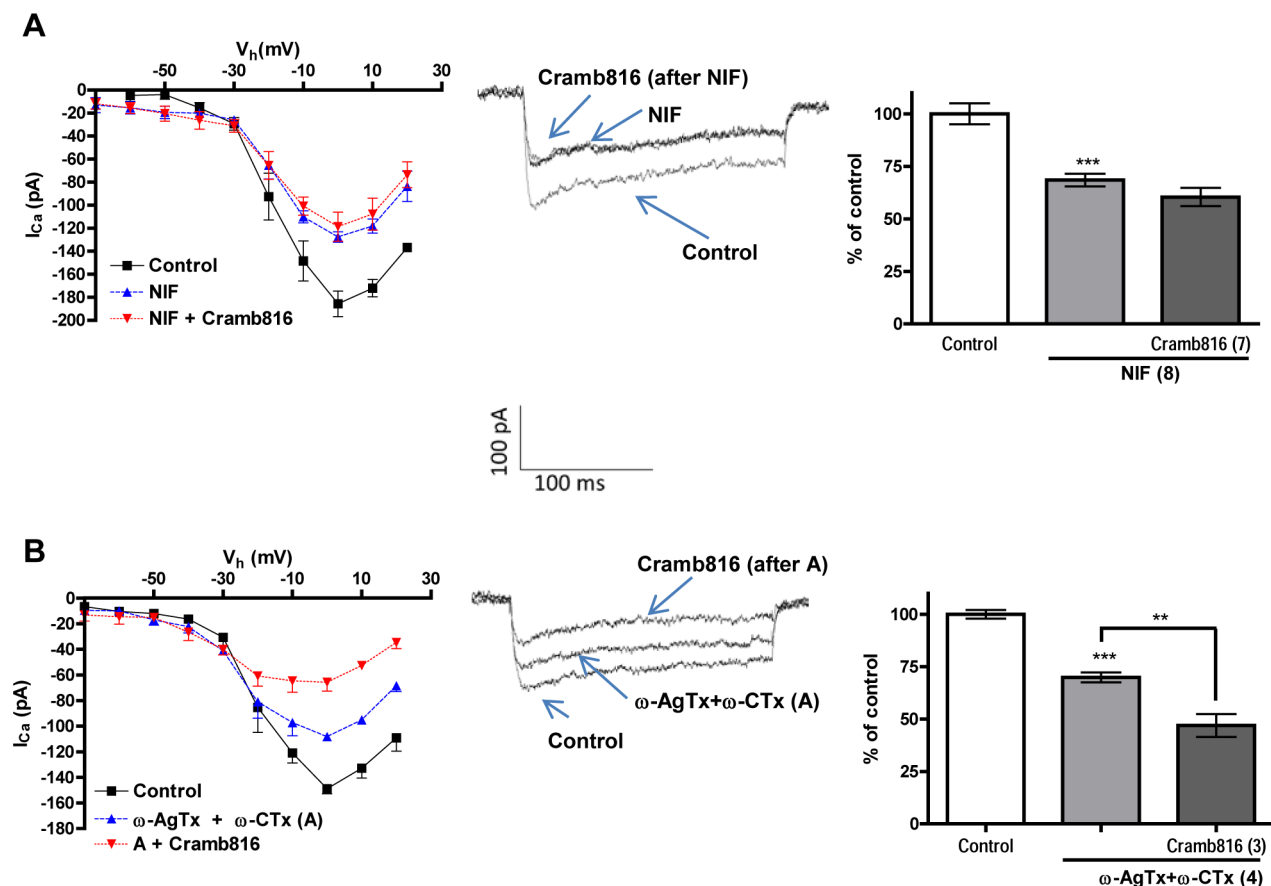 A
V_h(mV)
-50 -30 -10 10 30
0
-20
-40
-60
-80
-100
-120
-140
-160
-180
-200
I_Ca (pA)
Control
NIF
NIF + Cramb816
Cramb816 (after NIF)
NIF
Control
100
75
50
25
0
% of control
Control
Cramb816 (7)
NIF (8)
***
100 pA
100 ms
B
V_h (mV)
-50 -30 -10 10 30
0
-20
-40
-60
-80
-100
-120
-140
-160
-180
I_Ca (pA)
Control
ω-AgTx + ω-CTx (A)
A + Cramb816
Cramb816 (after A)
ω-AgTx+ω-CTx (A)
Control
100
75
50
25
0
% of control
**
***
Control
Cramb816 (3)
ω-AgTx+ω-CTx (4)